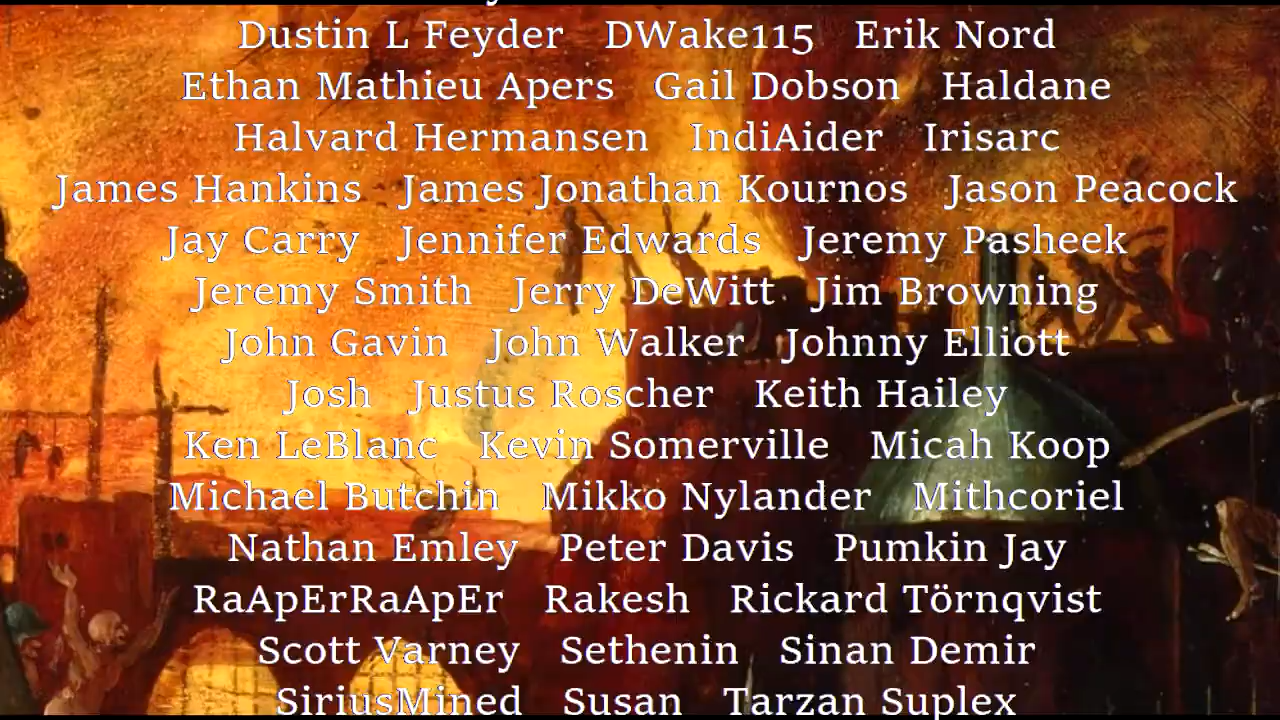 Dustin L Feyder DWake115 Erik Nord
Ethan Mathieu Apers Gail Dobson Haldane
Halvard Hermansen IndiAider Irisarc
James Hankins James Jonathan Kournos Jason Peacock
Jay Carry Jennifer Edwards Jeremy Pasheek
Jeremy Smith Jerry DeWitt Jim Browning
John Gavin John Walker Johnny Elliott
Josh Justus Roscher Keith Hailey
Ken LeBlanc Kevin Somerville Micah Koop
Michael Butchin Mikko Nylander Mithcoriel
Nathan Emley Peter Davis Pumkin Jay
RaApErRaApEr Rakesh Rickard Törnqvist
Scott Varney Sethenin Sinan Demir
SiriusMined Susan Tarzan Suplex